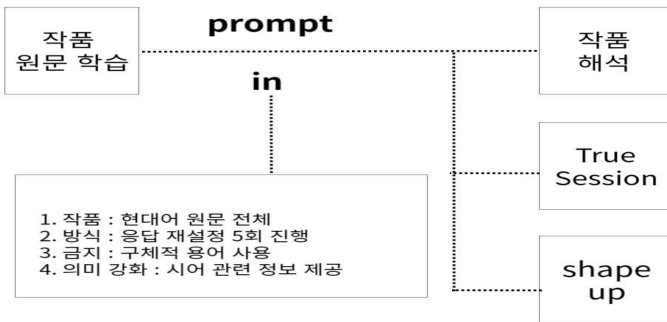 작품
원문 학습
prompt
in
작품
해석
True
Session
shape
up
1. 작품 : 현대어 원문 전체
2. 방식 : 응답 재설정 5회 진행
3. 금지 : 구체적 용어 사용
4. 의미 강화 : 시어 관련 정보 제공